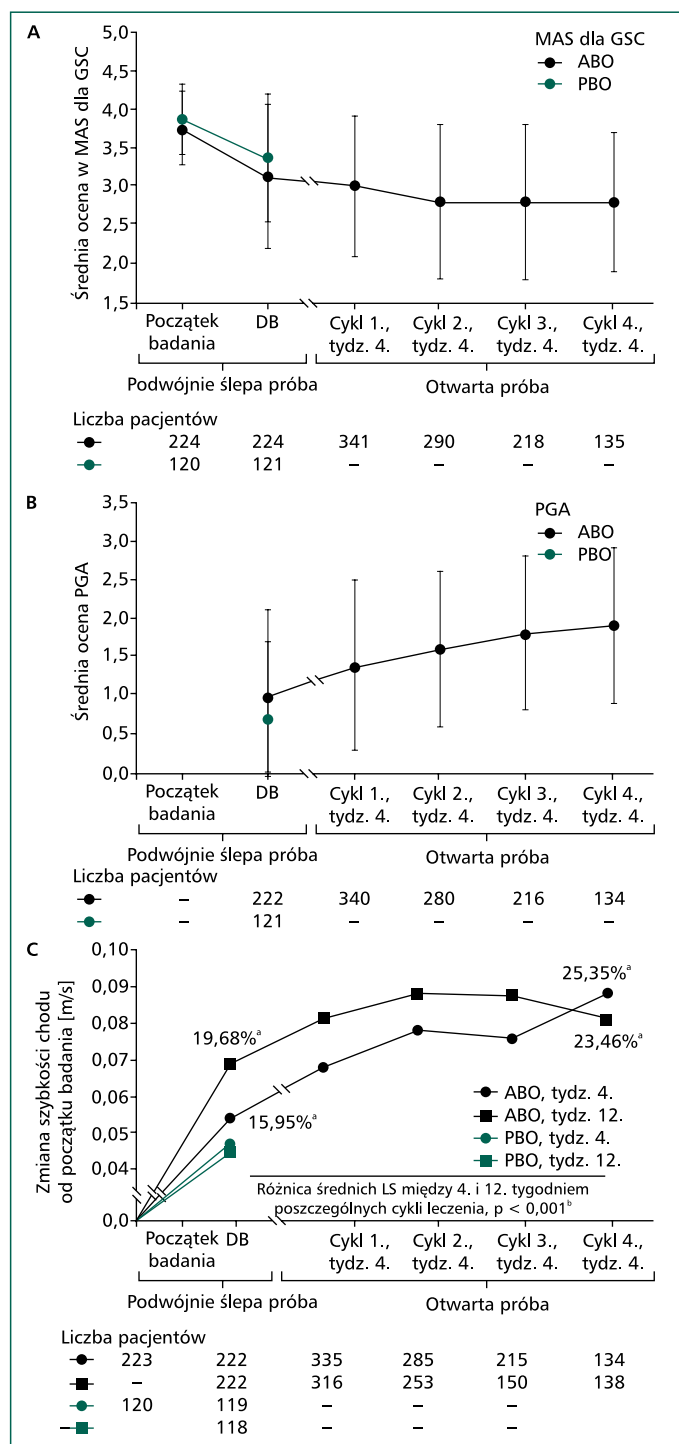 A
MAS dla GSC
ABO
PBO
Średnia ocena w MAS dla GSC
5,0
4,5
4,0
3,5
3,0
2,5
2,0
1,5
Początek badania
DB
Cykl 1., tydz. 4.
Cykl 2., tydz. 4.
Cykl 3., tydz. 4.
Cykl 4., tydz. 4.
Podwójnie ślepa próba
Otwarta próba
Liczba pacjentów
224 224 341 290 218 135
120 121 – – – –
B
PGA
ABO
PBO
Średnia ocena PGA
3,5
3,0
2,5
2,0
1,5
1,0
0,5
0,0
Początek badania
DB
Cykl 1., tydz. 4.
Cykl 2., tydz. 4.
Cykl 3., tydz. 4.
Cykl 4., tydz. 4.
Podwójnie ślepa próba
Otwarta próba
Liczba pacjentów
– 222 340 280 216 134
– 121 – – – –
C
Zmiana szybkości chodu
od początku badania [m/s]
0,10
0,09
0,08
0,07
0,06
0,05
0,04
0,0
19,68%ᵃ
15,95%ᵃ
25,35%ᵃ
23,46%ᵃ
ABO, tydz. 4.
ABO, tydz. 12.
PBO, tydz. 4.
PBO, tydz. 12.
Różnica średnich LS między 4. i 12. tygodniem
poszczególnych cykli leczenia, p < 0,001ᵇ
Początek badania
DB
Cykl 1., tydz. 4.
Cykl 2., tydz. 4.
Cykl 3., tydz. 4.
Cykl 4., tydz. 4.
Podwójnie ślepa próba
Otwarta próba
Liczba pacjentów
223 222 335 285 215 134
– 222 316 253 150 138
120 119 – – –
– 118 – – –